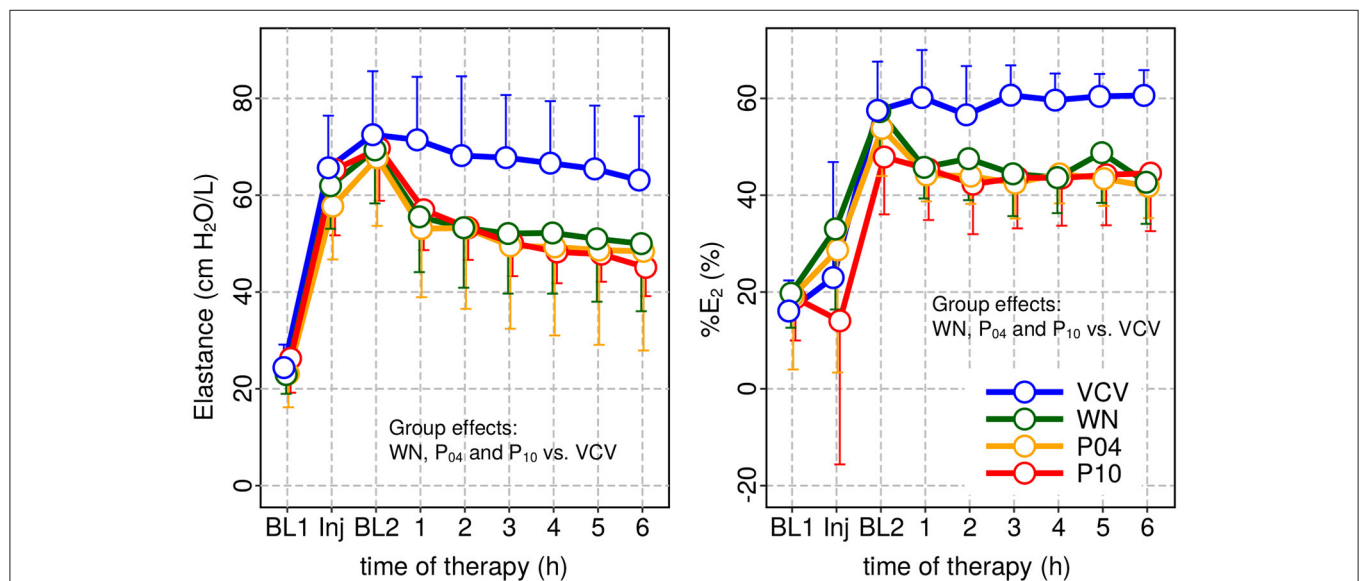 Elastance (cm H₂O/L)
80
60
40
20
0
Group effects:
WN, P₀₄ and P₁₀ vs. VCV
BL1 Inj BL2 1 2 3 4 5 6
time of therapy (h)
%E₂ (%)
60
40
20
0
-20
Group effects:
WN, P₀₄ and P₁₀ vs. VCV
VCV
WN
P04
P10
BL1 Inj BL2 1 2 3 4 5 6
time of therapy (h)